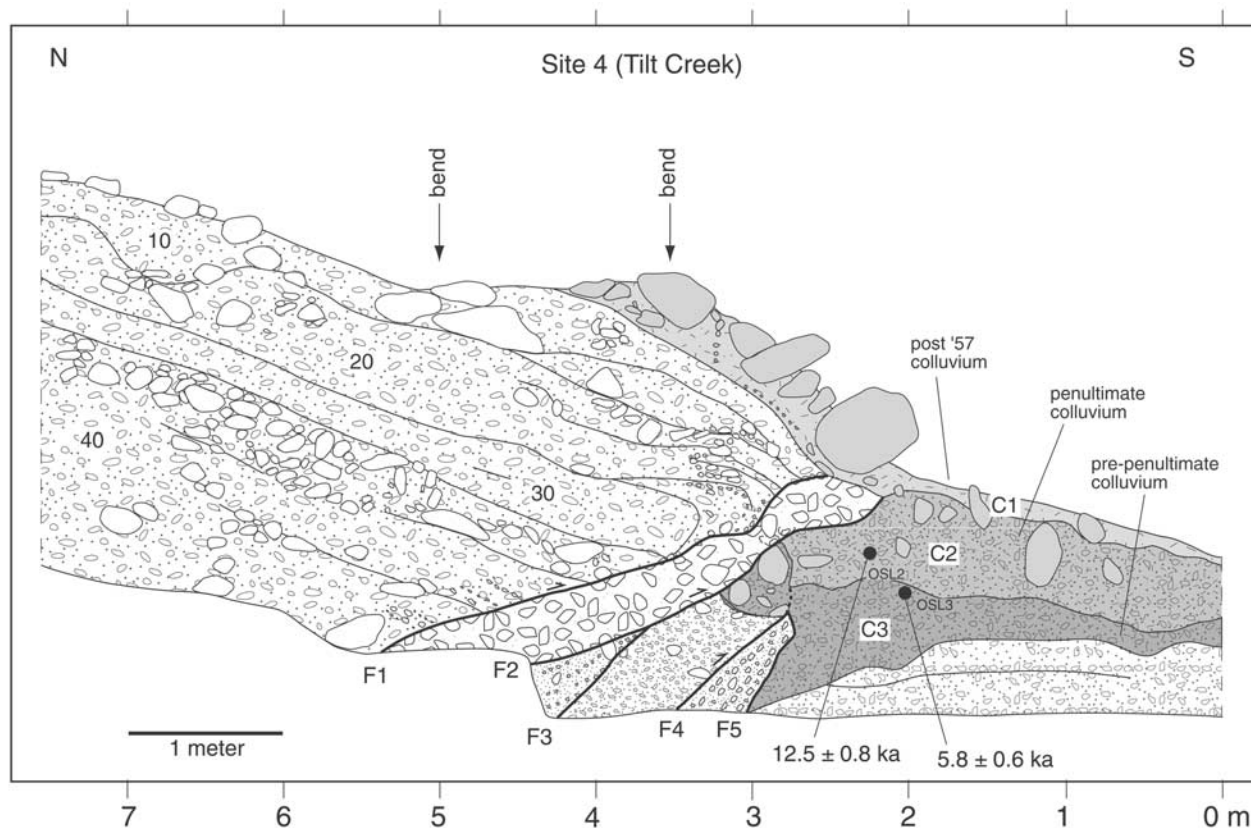 N
Site 4 (Tilt Creek)
S
bend
bend
10
20
post '57
colluvium
penultimate
colluvium
40
pre-penultimate
colluvium
30
C1
C2
OSL2
OSL3
C3
F1
F2
F3
F4
F5
1 meter
12.5 ± 0.8 ka
5.8 ± 0.6 ka
7 6 5 4 3 2 1 0 m